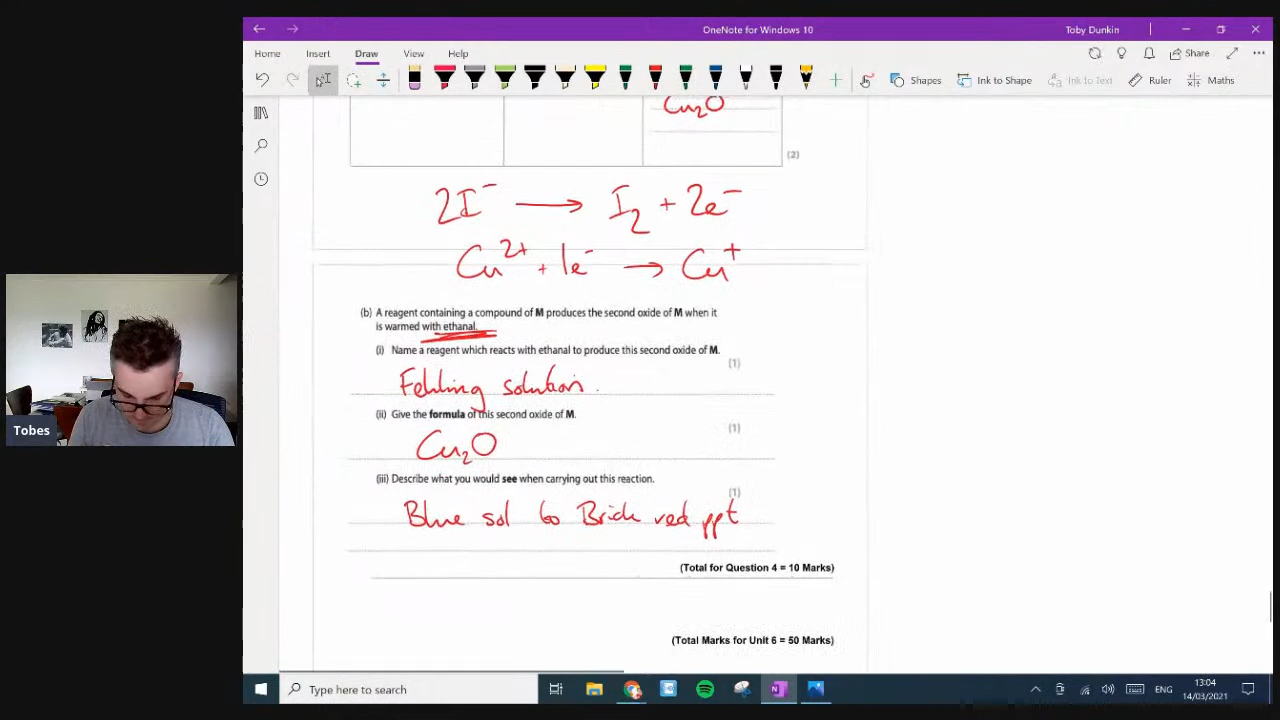 OneNote for Windows 10
Toby Dunkin
Home Insert Draw View Help
Share
Shapes Ink to Shape Ink to Text Ruler Maths
Cu2O
(2)
2I⁻ → I2 + 2e⁻
Cu²⁺ + 1e⁻ → Cu⁺
(b) A reagent containing a compound of M produces the second oxide of M when it
is warmed with ethanal.
(i) Name a reagent which reacts with ethanal to produce this second oxide of M.
(1)
Fehling solution.
(ii) Give the formula of this second oxide of M.
(1)
Cu2O
(iii) Describe what you would see when carrying out this reaction.
(1)
Blue sol to Brick red ppt
(Total for Question 4 = 10 Marks)
(Total Marks for Unit 6 = 50 Marks)
Tobes
Type here to search
ENG
13:04
14/03/2021